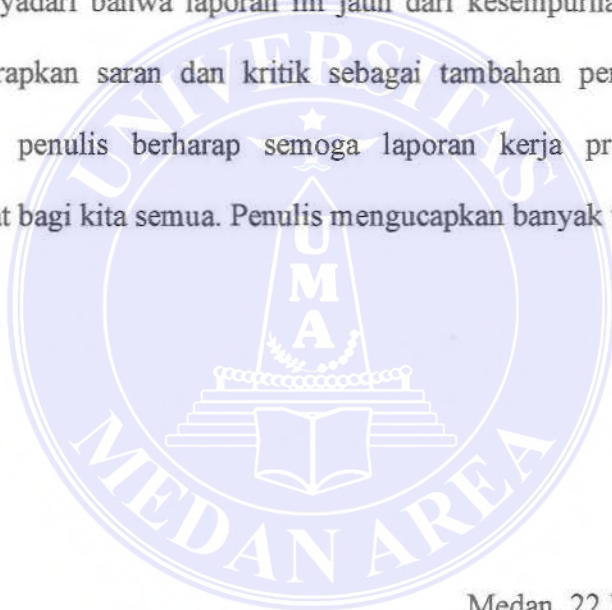 yadari bahwa laporan ini jauh dari kesempurna
rapkan saran dan kritik sebagai tambahan pen
penulis berharap semoga laporan kerja pr
t bagi kita semua. Penulis mengucapkan banyak
UNIVERSITAS
UMA
MEDAN AREA
Medan, 22